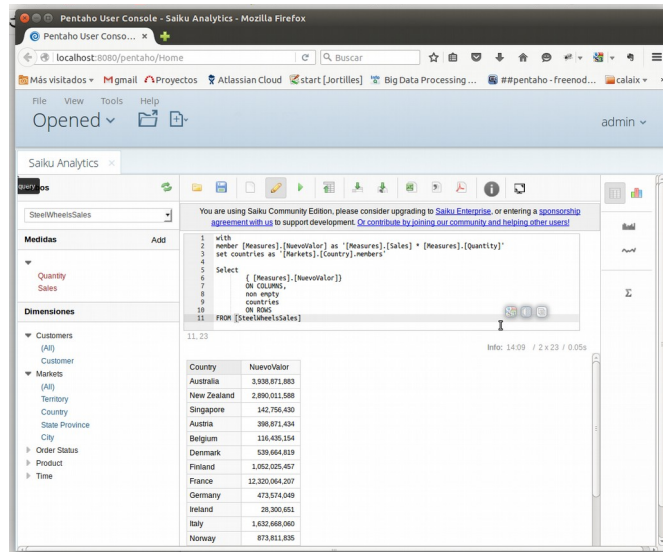 Pentaho User Console - Saiku Analytics - Mozilla Firefox
Pentaho User Conso... ×
localhost:8080/pentaho/Home
Buscar
Más visitados
gmail
Proyectos
Atlassian Cloud
start [Jortilles]
Big Data Processing ...
##pentaho - freenod...
calaix
File View Tools Help
Opened
admin
Saiku Analytics ×
query
os
SteelWheelsSales
Medidas Add
Quantity
Sales
Dimensiones
Customers
(All)
Customer
Markets
(All)
Territory
Country
State Province
City
Order Status
Product
Time
You are using Saiku Community Edition, please consider upgrading to Saiku Enterprise, or entering a sponsorship
agreement with us to support development. Or contribute by joining our community and helping other users!
1 with
2 member [Measures].[NuevoValor] as '[Measures].[Sales] * [Measures].[Quantity]'
3 set countries as '[Markets].[Country].members'
4
5 Select
6 { [Measures].[NuevoValor]}
7 ON COLUMNS,
8 non empty
9 countries
10 ON ROWS
11 FROM [SteelWheelsSales]
11, 23
Info: 14:09 / 2 x 23 / 0.05s
Country NuevoValor
Australia 3,938,871,883
New Zealand 2,890,011,588
Singapore 142,756,430
Austria 398,871,434
Belgium 116,435,154
Denmark 539,664,819
Finland 1,052,025,457
France 12,320,064,207
Germany 473,574,049
Ireland 28,300,651
Italy 1,632,668,060
Norway 873,811,835
Σ